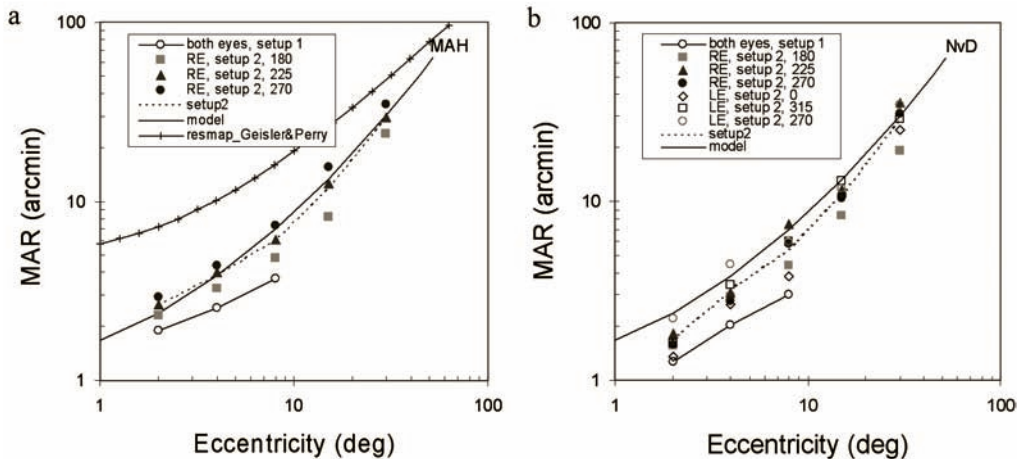 a
100
MAH
both eyes, setup 1
RE, setup 2, 180
RE, setup 2, 225
RE, setup 2, 270
setup2
model
resmap_Geisler&Perry
10
1
MAR (arcmin)
1
10
100
Eccentricity (deg)
b
100
NvD
both eyes, setup 1
RE, setup 2, 180
RE, setup 2, 225
RE, setup 2, 270
LE, setup 2, 0
LE, setup 2, 315
LE, setup 2, 270
setup2
model
10
1
MAR (arcmin)
1
10
100
Eccentricity (deg)